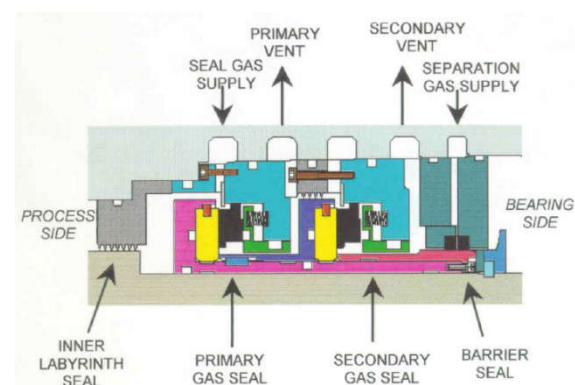 PRIMARY
VENT
SECONDARY
VENT
SEAL GAS
SUPPLY
SEPARATION
GAS SUPPLY
PROCESS
SIDE
BEARING
SIDE
INNER
LABYRINTH
SEAL
PRIMARY
GAS SEAL
SECONDARY
GAS SEAL
BARRIER
SEAL